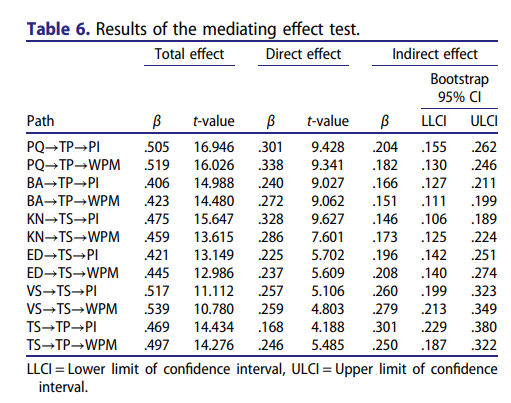 Table 6. Results of the mediating effect test.
Total effect Direct effect Indirect effect
Bootstrap
95% CI
Path β t-value β t-value β LLCI ULCI
PQ→TP→PI .505 16.946 .301 9.428 .204 .155 .262
PQ→TP→WPM .519 16.026 .338 9.341 .182 .130 .246
BA→TP→PI .406 14.988 .240 9.027 .166 .127 .211
BA→TP→WPM .423 14.480 .272 9.062 .151 .111 .199
KN→TS→PI .475 15.647 .328 9.627 .146 .106 .189
KN→TS→WPM .459 13.615 .286 7.601 .173 .125 .224
ED→TS→PI .421 13.149 .225 5.702 .196 .142 .251
ED→TS→WPM .445 12.986 .237 5.609 .208 .140 .274
VS→TS→PI .517 11.112 .257 5.106 .260 .199 .323
VS→TS→WPM .539 10.780 .259 4.803 .279 .213 .349
TS→TP→PI .469 14.434 .168 4.188 .301 .229 .380
TS→TP→WPM .497 14.276 .246 5.485 .250 .187 .322
LLCI = Lower limit of confidence interval, ULCI = Upper limit of confidence
interval.